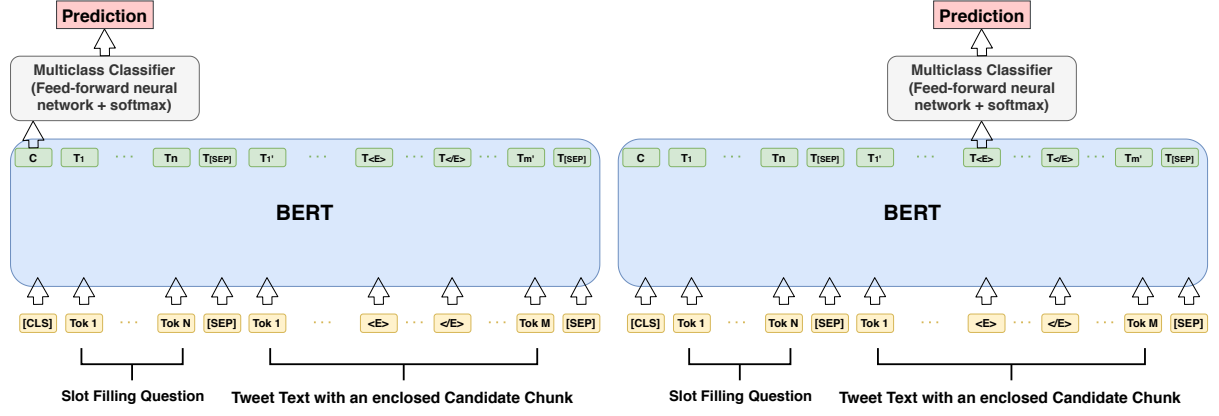 Prediction
Multiclass Classifier
(Feed-forward neural
network + softmax)
C T1 ... Tn T[SEP] T1' ... T<E> ... T</E> ... Tm' T[SEP]
BERT
[CLS] Tok 1 ... Tok N [SEP] Tok 1 ... <E> ... </E> ... Tok M [SEP]
Slot Filling Question Tweet Text with an enclosed Candidate Chunk
Prediction
Multiclass Classifier
(Feed-forward neural
network + softmax)
C T1 ... Tn T[SEP] T1' ... T<E> ... T</E> ... Tm' T[SEP]
BERT
[CLS] Tok 1 ... Tok N [SEP] Tok 1 ... <E> ... </E> ... Tok M [SEP]
Slot Filling Question Tweet Text with an enclosed Candidate Chunk